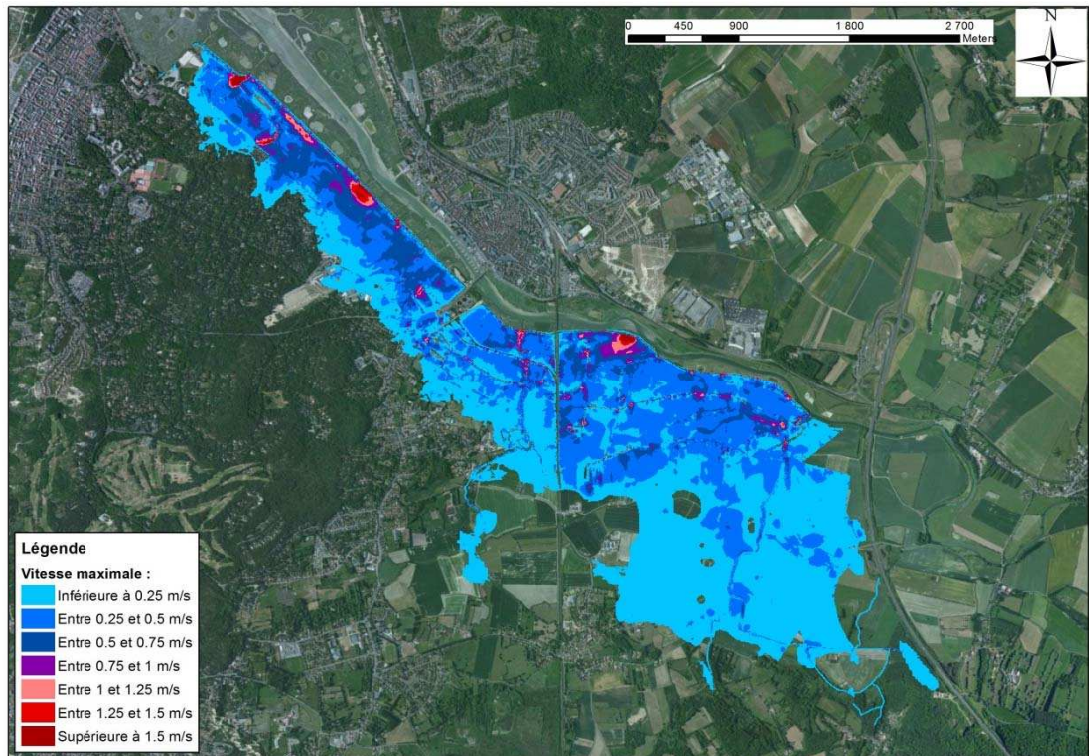 0 450 900 1 800 2 700
Meters
N
Légende
Vitesse maximale :
Inférieure à 0.25 m/s
Entre 0.25 et 0.5 m/s
Entre 0.5 et 0.75 m/s
Entre 0.75 et 1 m/s
Entre 1 et 1.25 m/s
Entre 1.25 et 1.5 m/s
Supérieure à 1.5 m/s